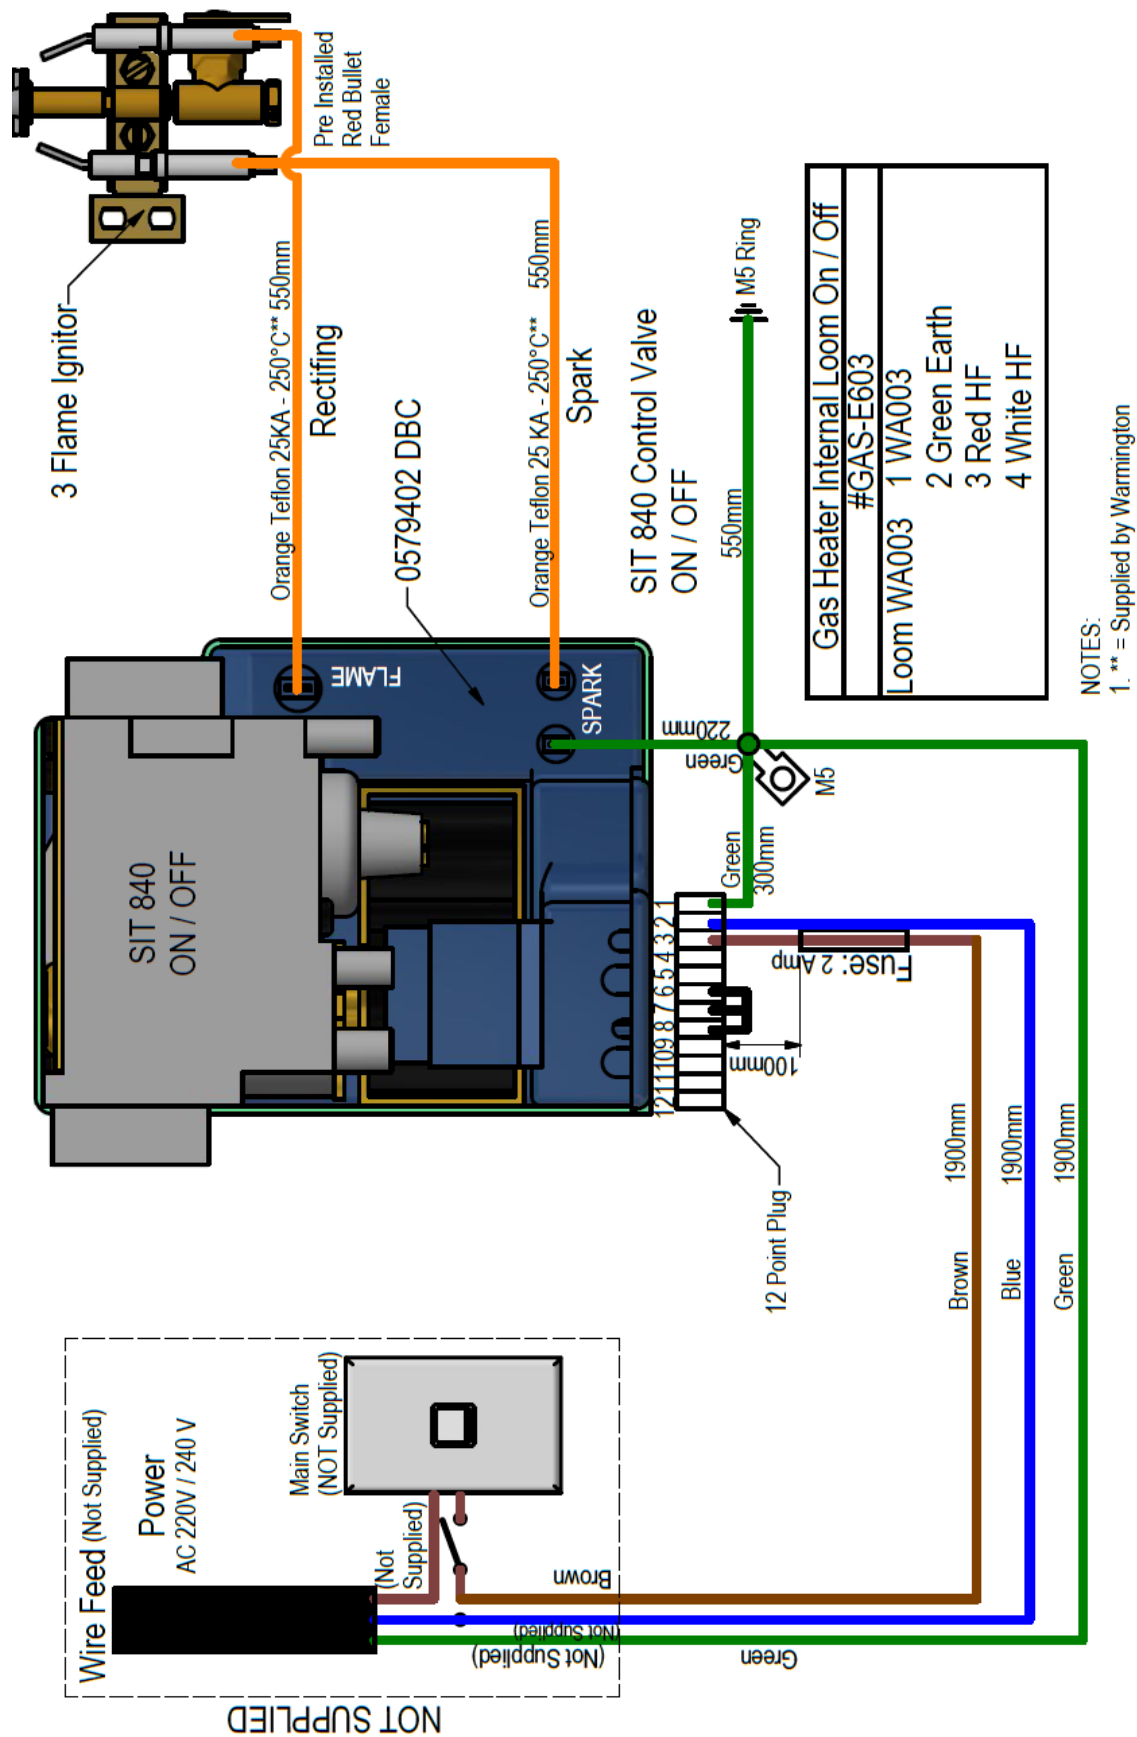 Wire Feed (Not Supplied)
Power
AC 220V / 240 V
Main Switch
(NOT Supplied)
(Not
Supplied)
Brown
(Not Supplied)
(Not Supplied)
Green
NOT SUPPLIED
3 Flame Ignitor
Pre Installed
Red Bullet
Female
Orange Teflon 25KA - 250°C** 550mm
Rectifing
0579402 DBC
Orange Teflon 25 KA - 250°C** 550mm
Spark
SIT 840 Control Valve
ON / OFF
SIT 840
ON / OFF
FLAME
SPARK
550mm
M5 Ring
220mm
Green
M5
Green
300mm
1
2
3
4
5
6
7
8
9
10
11
12
Fuse: 2 Amp
100mm
12 Point Plug
Brown 1900mm
Blue 1900mm
Green 1900mm
Gas Heater Internal Loom On / Off
#GAS-E603
Loom WA003 1 WA003
2 Green Earth
3 Red HF
4 White HF
NOTES:
1. ** = Supplied by Warmington